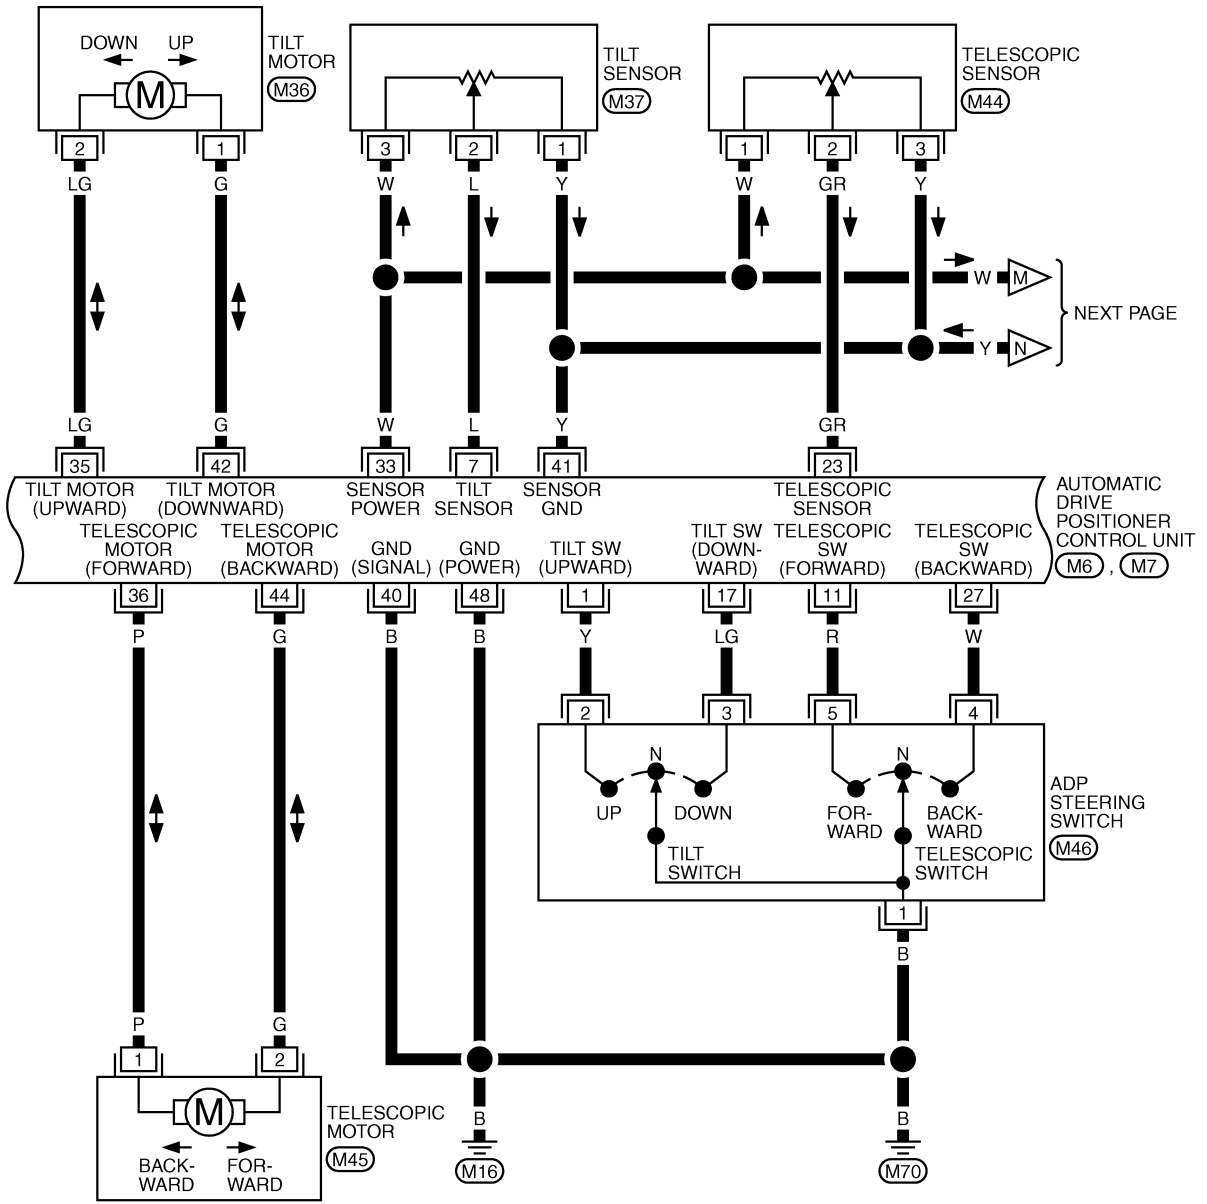 DOWN UP
M
TILT
MOTOR
M36
TILT
SENSOR
M37
TELESCOPIC
SENSOR
M44
2 1 3 2 1 1 2 3
LG G W L Y W GR Y
W M
NEXT PAGE
Y N
LG G W L Y GR
35 42 33 7 41 23
TILT MOTOR
(UPWARD)
TILT MOTOR
(DOWNWARD)
SENSOR
POWER
TILT
SENSOR
SENSOR
GND
TELESCOPIC
SENSOR
AUTOMATIC
DRIVE
POSITIONER
CONTROL UNIT
M6 , M7
TELESCOPIC
MOTOR
(FORWARD)
TELESCOPIC
MOTOR
(BACKWARD)
GND
(SIGNAL)
GND
(POWER)
TILT SW
(UPWARD)
TILT SW
(DOWN-
WARD)
TELESCOPIC
SW
(FORWARD)
TELESCOPIC
SW
(BACKWARD)
36 44 40 48 1 17 11 27
P G B B Y LG R W
2 3 5 4
N N
UP DOWN
FOR-
WARD
BACK-
WARD
TILT
SWITCH
TELESCOPIC
SWITCH
ADP
STEERING
SWITCH
M46
1
B
P G
1 2
M
BACK-
WARD
FOR-
WARD
TELESCOPIC
MOTOR
M45
B B
M16 M70